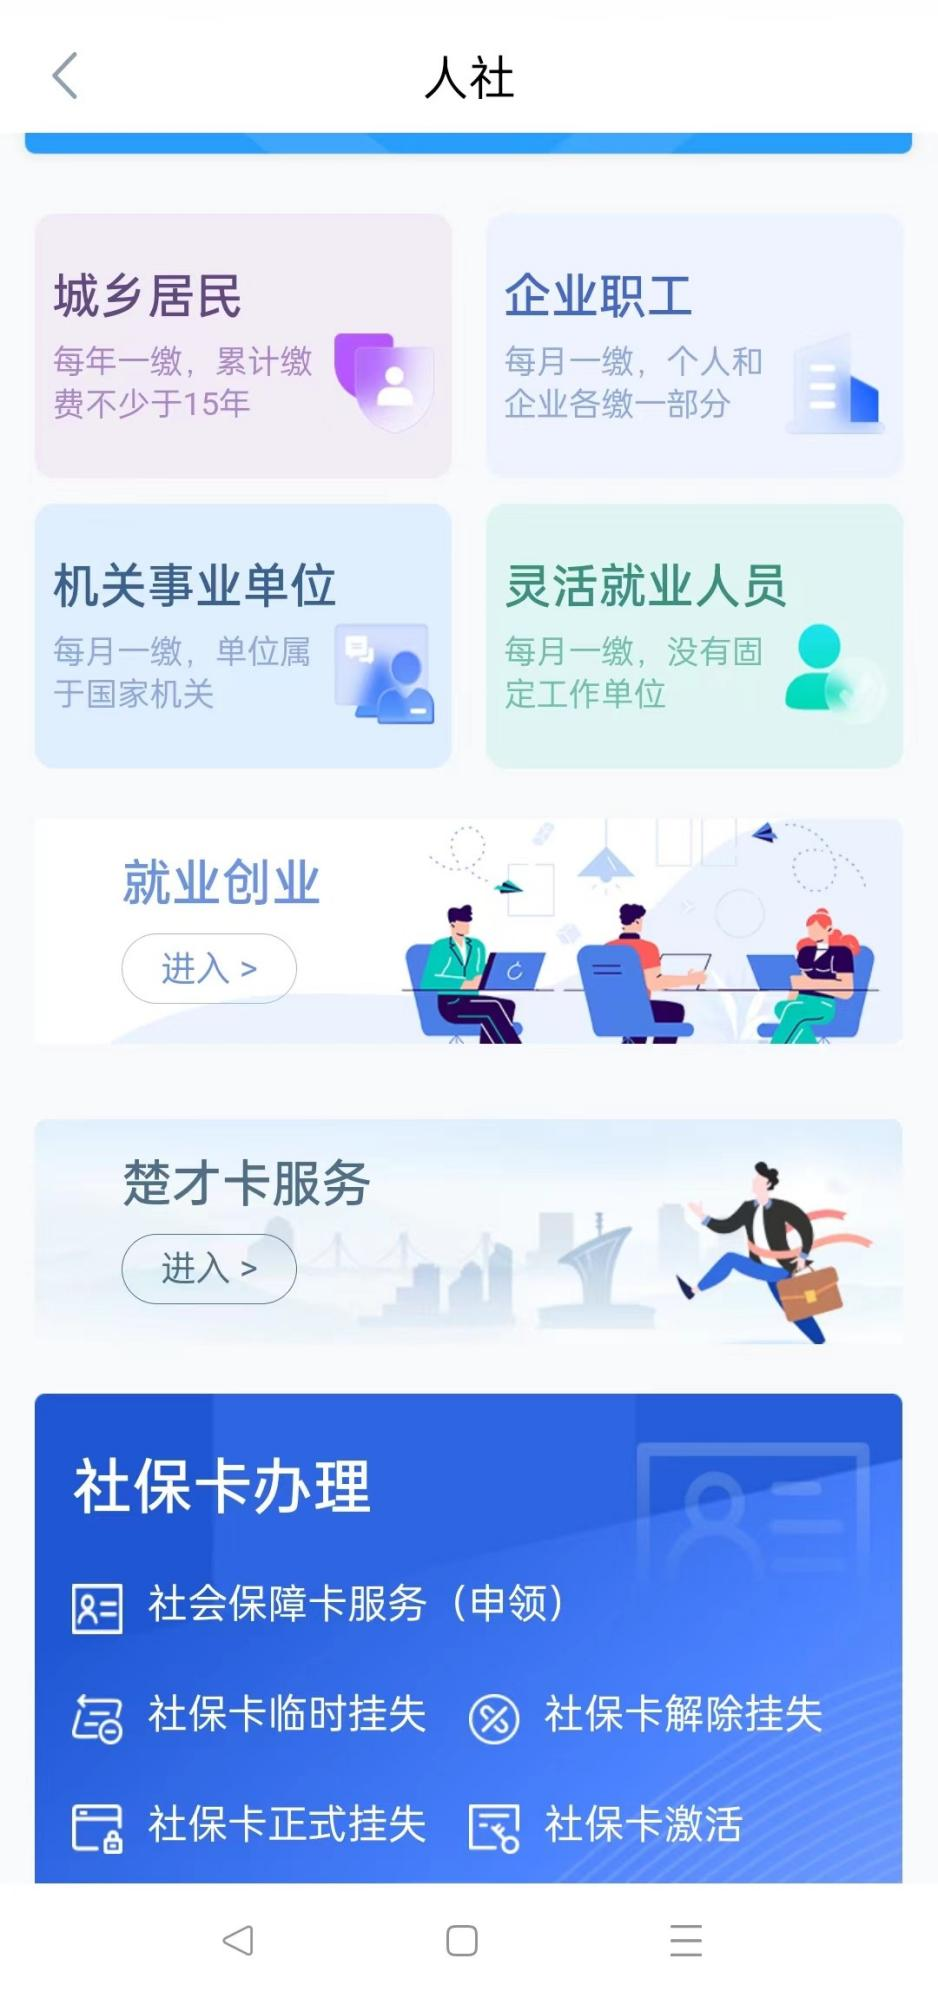 人社
城乡居民
每年一缴，累计缴
费不少于15年
企业职工
每月一缴，个人和
企业各缴一部分
机关事业单位
每月一缴，单位属
于国家机关
灵活就业人员
每月一缴，没有固
定工作单位
就业创业
进入 >
楚才卡服务
进入 >
社保卡办理
社会保障卡服务（申领）
社保卡临时挂失
社保卡解除挂失
社保卡正式挂失
社保卡激活